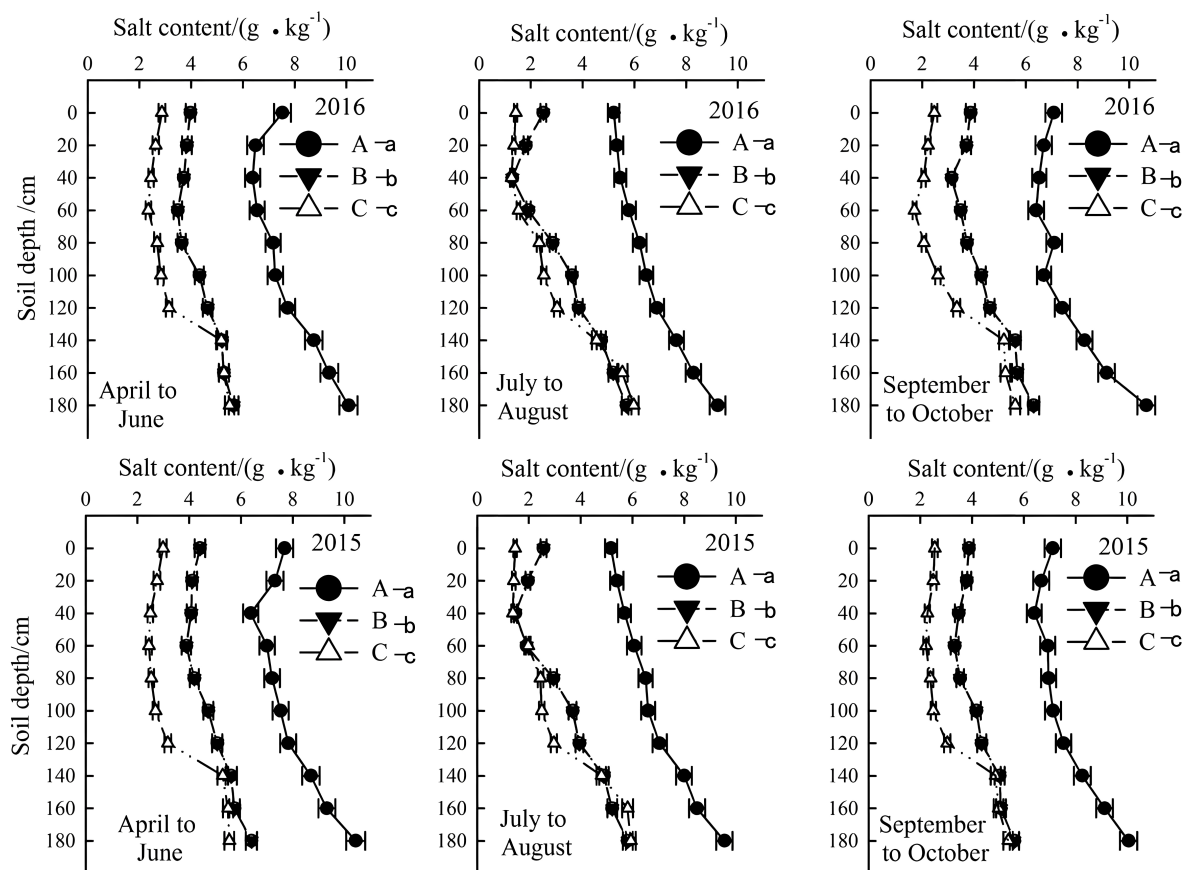 Salt content/(g • kg-1)
0 2 4 6 8 10
Soil depth /cm
0
20
40
60
80
100
120
140
160
180
2016
A –a
B –b
C –c
April to
June
Salt content/(g • kg-1)
0 2 4 6 8 10
2016
A –a
B –b
C –c
July to
August
Salt content/(g • kg-1)
0 2 4 6 8 10
2016
A –a
B –b
C –c
September
to October
Salt content/(g • kg-1)
0 2 4 6 8 10
Soil depth/cm
0
20
40
60
80
100
120
140
160
180
2015
A –a
B –b
C –c
April to
June
Salt content/(g • kg-1)
0 2 4 6 8 10
2015
A –a
B –b
C –c
July to
August
Salt content/(g • kg-1)
0 2 4 6 8 10
2015
A –a
B –b
C –c
September
to October